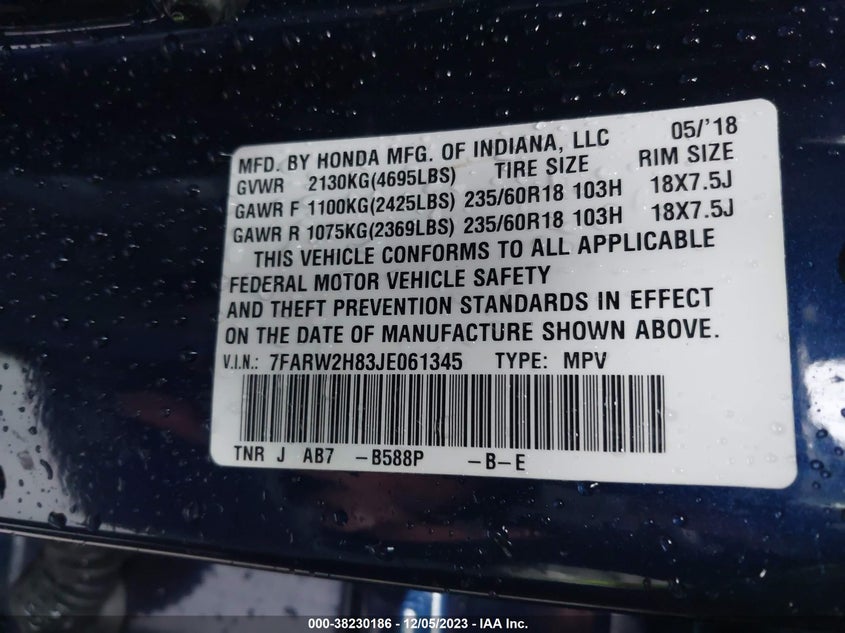 MFD. BY HONDA MFG. OF INDIANA, LLC 05/'18
GVWR 2130KG(4695LBS) TIRE SIZE RIM SIZE
GAWR F 1100KG(2425LBS) 235/60R18 103H 18X7.5J
GAWR R 1075KG(2369LBS) 235/60R18 103H 18X7.5J
THIS VEHICLE CONFORMS TO ALL APPLICABLE
FEDERAL MOTOR VEHICLE SAFETY
AND THEFT PREVENTION STANDARDS IN EFFECT
ON THE DATE OF MANUFACTURE SHOWN ABOVE.
V.I.N.: 7FARW2H83JE061345 TYPE: MPV
TNR J AB7 -B588P -B-E
000-38230186 - 12/05/2023 - IAA Inc.